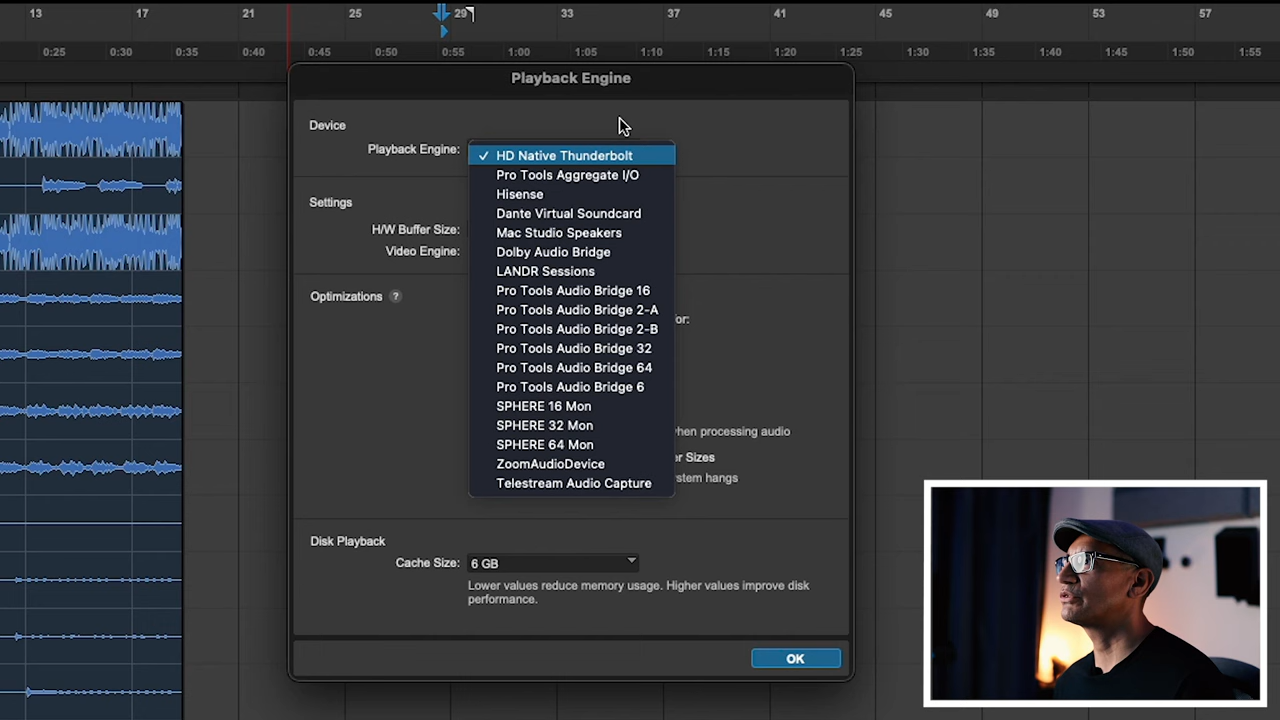 13 17 21 25 29 33 37 41 45 49 53 57
0:25 0:30 0:35 0:40 0:45 0:50 0:55 1:00 1:05 1:10 1:15 1:20 1:25 1:30 1:35 1:40 1:45 1:50 1:55
Playback Engine
Device
Playback Engine:
✓ HD Native Thunderbolt
Pro Tools Aggregate I/O
Hisense
Dante Virtual Soundcard
Mac Studio Speakers
Dolby Audio Bridge
LANDR Sessions
Pro Tools Audio Bridge 16
Pro Tools Audio Bridge 2-A
Pro Tools Audio Bridge 2-B
Pro Tools Audio Bridge 32
Pro Tools Audio Bridge 64
Pro Tools Audio Bridge 6
SPHERE 16 Mon
SPHERE 32 Mon
SPHERE 64 Mon
ZoomAudioDevice
Telestream Audio Capture
Settings
H/W Buffer Size:
Video Engine:
Optimizations ?
or:
when processing audio
er Sizes
stem hangs
Disk Playback
Cache Size: 6 GB
Lower values reduce memory usage. Higher values improve disk
performance.
OK